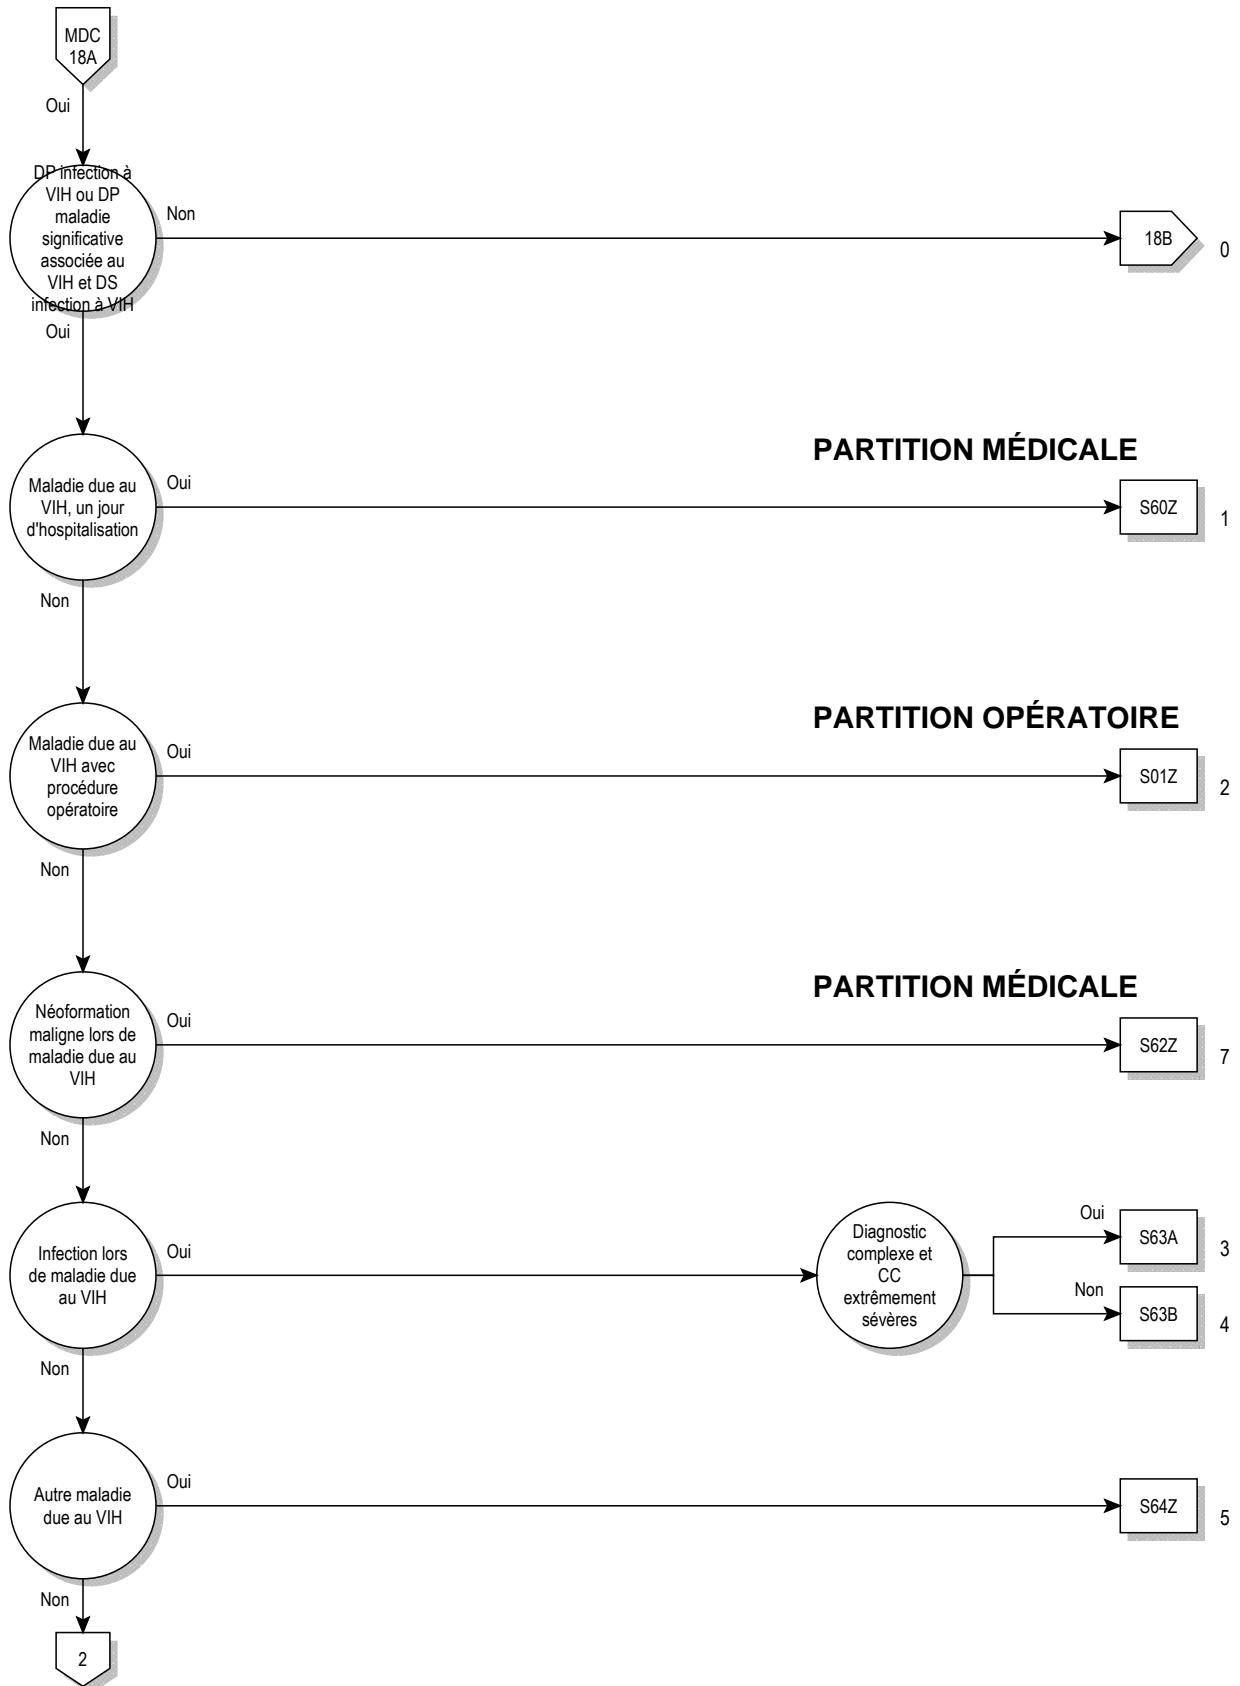 MDC
18A
Oui
DP infection à
VIH ou DP
maladie
significative
associée au
VIH et DS
infection à VIH
Non
18B
0
Oui
PARTITION MÉDICALE
Maladie due au
VIH, un jour
d'hospitalisation
Oui
S60Z
1
Non
PARTITION OPÉRATOIRE
Maladie due au
VIH avec
procédure
opératoire
Oui
S01Z
2
Non
PARTITION MÉDICALE
Néoformation
maligne lors de
maladie due au
VIH
Oui
S62Z
7
Non
Infection lors
de maladie due
au VIH
Oui
Diagnostic
complexe et
CC
extrêmement
sévères
Oui
S63A
3
Non
S63B
4
Non
Autre maladie
due au VIH
Oui
S64Z
5
Non
2